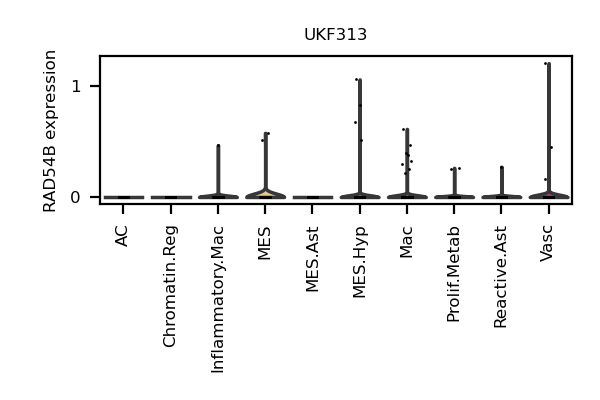 UKF313
RAD54B expression
1
0
AC
Chromatin.Reg
Inflammatory.Mac
MES
MES.Ast
MES.Hyp
Mac
Prolif.Metab
Reactive.Ast
Vasc